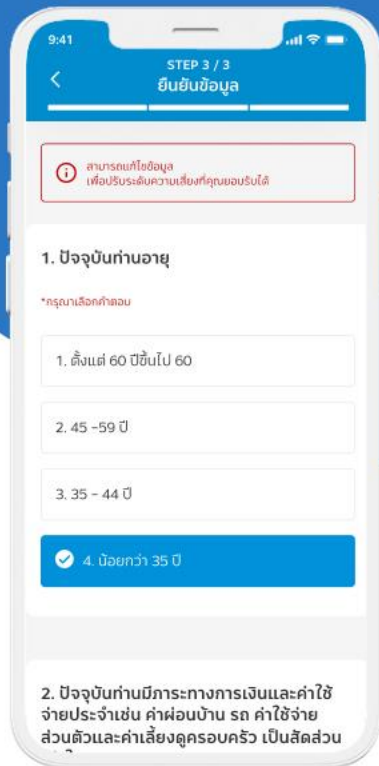 9:41
STEP 3 / 3
ยืนยันข้อมูล
สามารถแก้ไขข้อมูล
เพื่อปรับระดับความเสี่ยงที่คุณยอมรับได้
1. ปัจจุบันท่านอายุ
*กรุณาเลือกคำตอบ
1. ตั้งแต่ 60 ปีขึ้นไป 60
2. 45 -59 ปี
3. 35 - 44 ปี
4. น้อยกว่า 35 ปี
2. ปัจจุบันท่านมีภาระทางการเงินและค่าใช้
จ่ายประจำเช่น ค่าผ่อนบ้าน รถ ค่าใช้จ่าย
ส่วนตัวและค่าเลี้ยงดูครอบครัว เป็นสัดส่วน